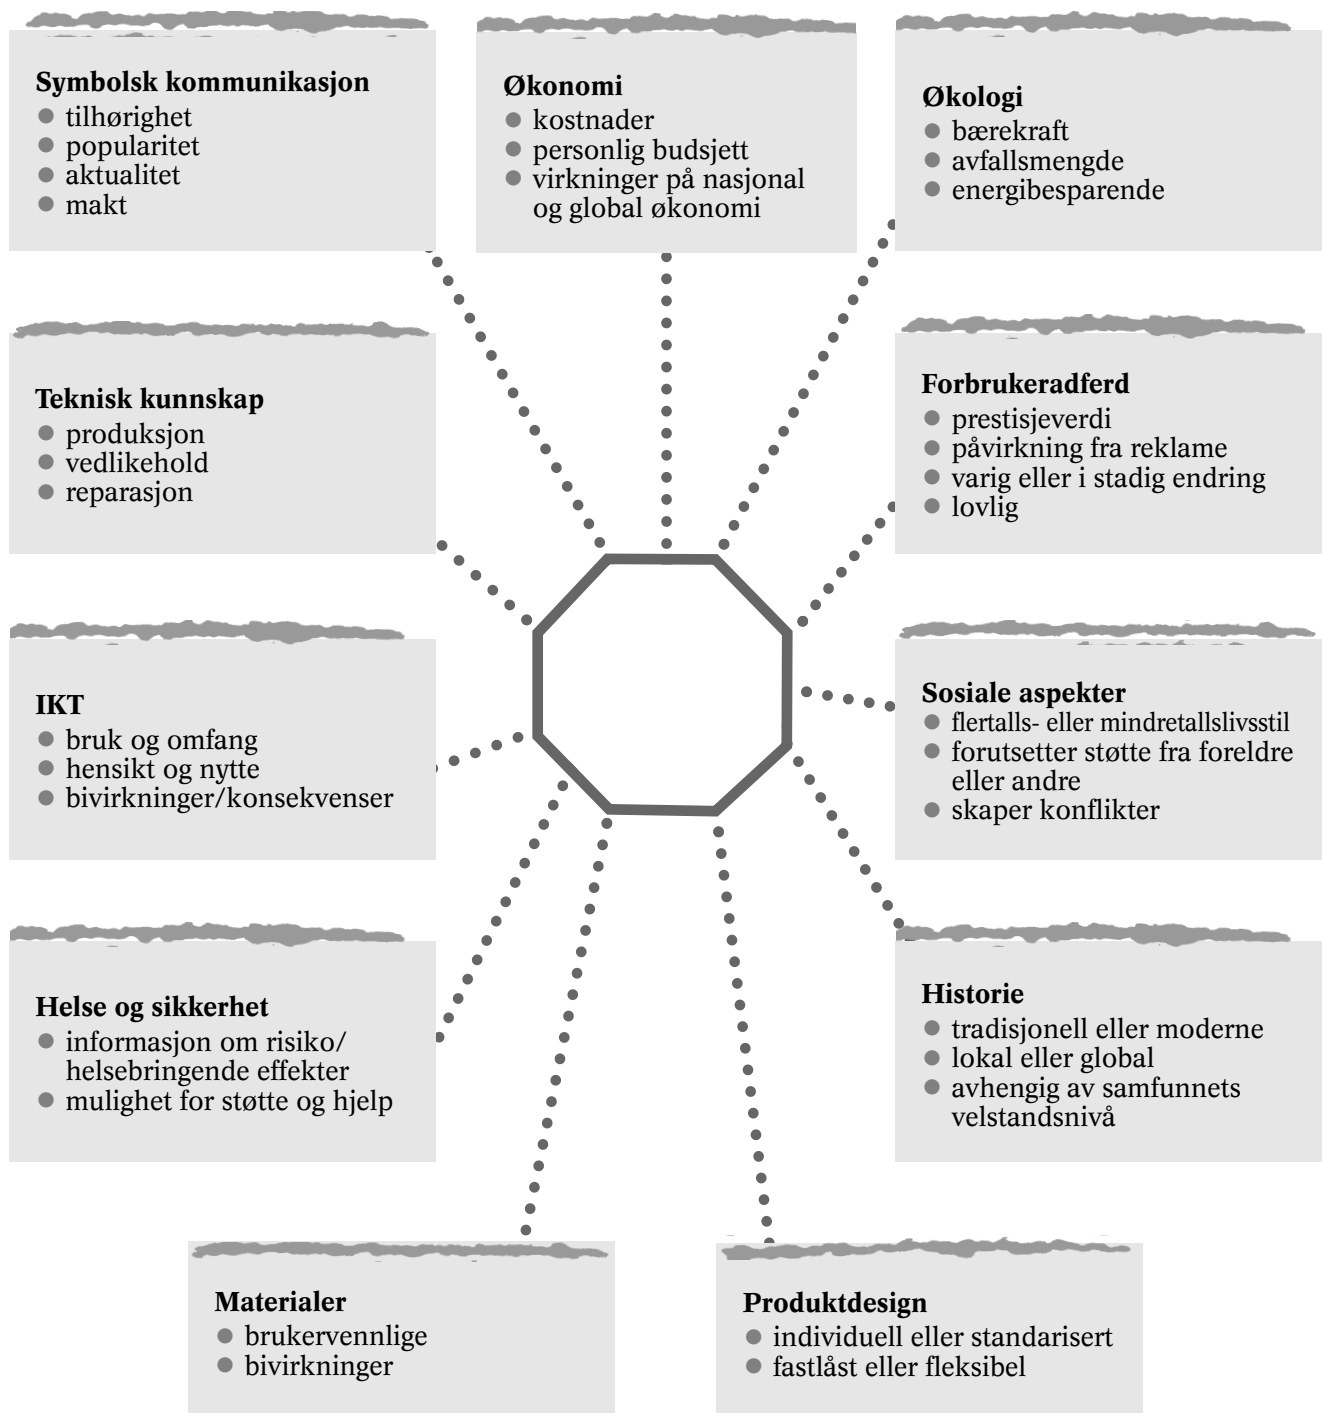 Symbolsk kommunikasjon
tilhørighet
popularitet
aktualitet
makt
Økonomi
kostnader
personlig budsjett
virkninger på nasjonal
og global økonomi
Økologi
bærekraft
avfallsmengde
energibesparende
Teknisk kunnskap
produksjon
vedlikehold
reparasjon
Forbrukeradferd
prestisjeverdi
påvirkning fra reklame
varig eller i stadig endring
lovlig
IKT
bruk og omfang
hensikt og nytte
bivirkninger/konsekvenser
Sosiale aspekter
flertalls- eller mindretallslivsstil
forutsetter støtte fra foreldre
eller andre
skaper konflikter
Helse og sikkerhet
informasjon om risiko/
helsebringende effekter
mulighet for støtte og hjelp
Historie
tradisjonell eller moderne
lokal eller global
avhengig av samfunnets
velstandsnivå
Materialer
brukervennlige
bivirkninger
Produktdesign
individuell eller standarisert
fastlåst eller fleksibel